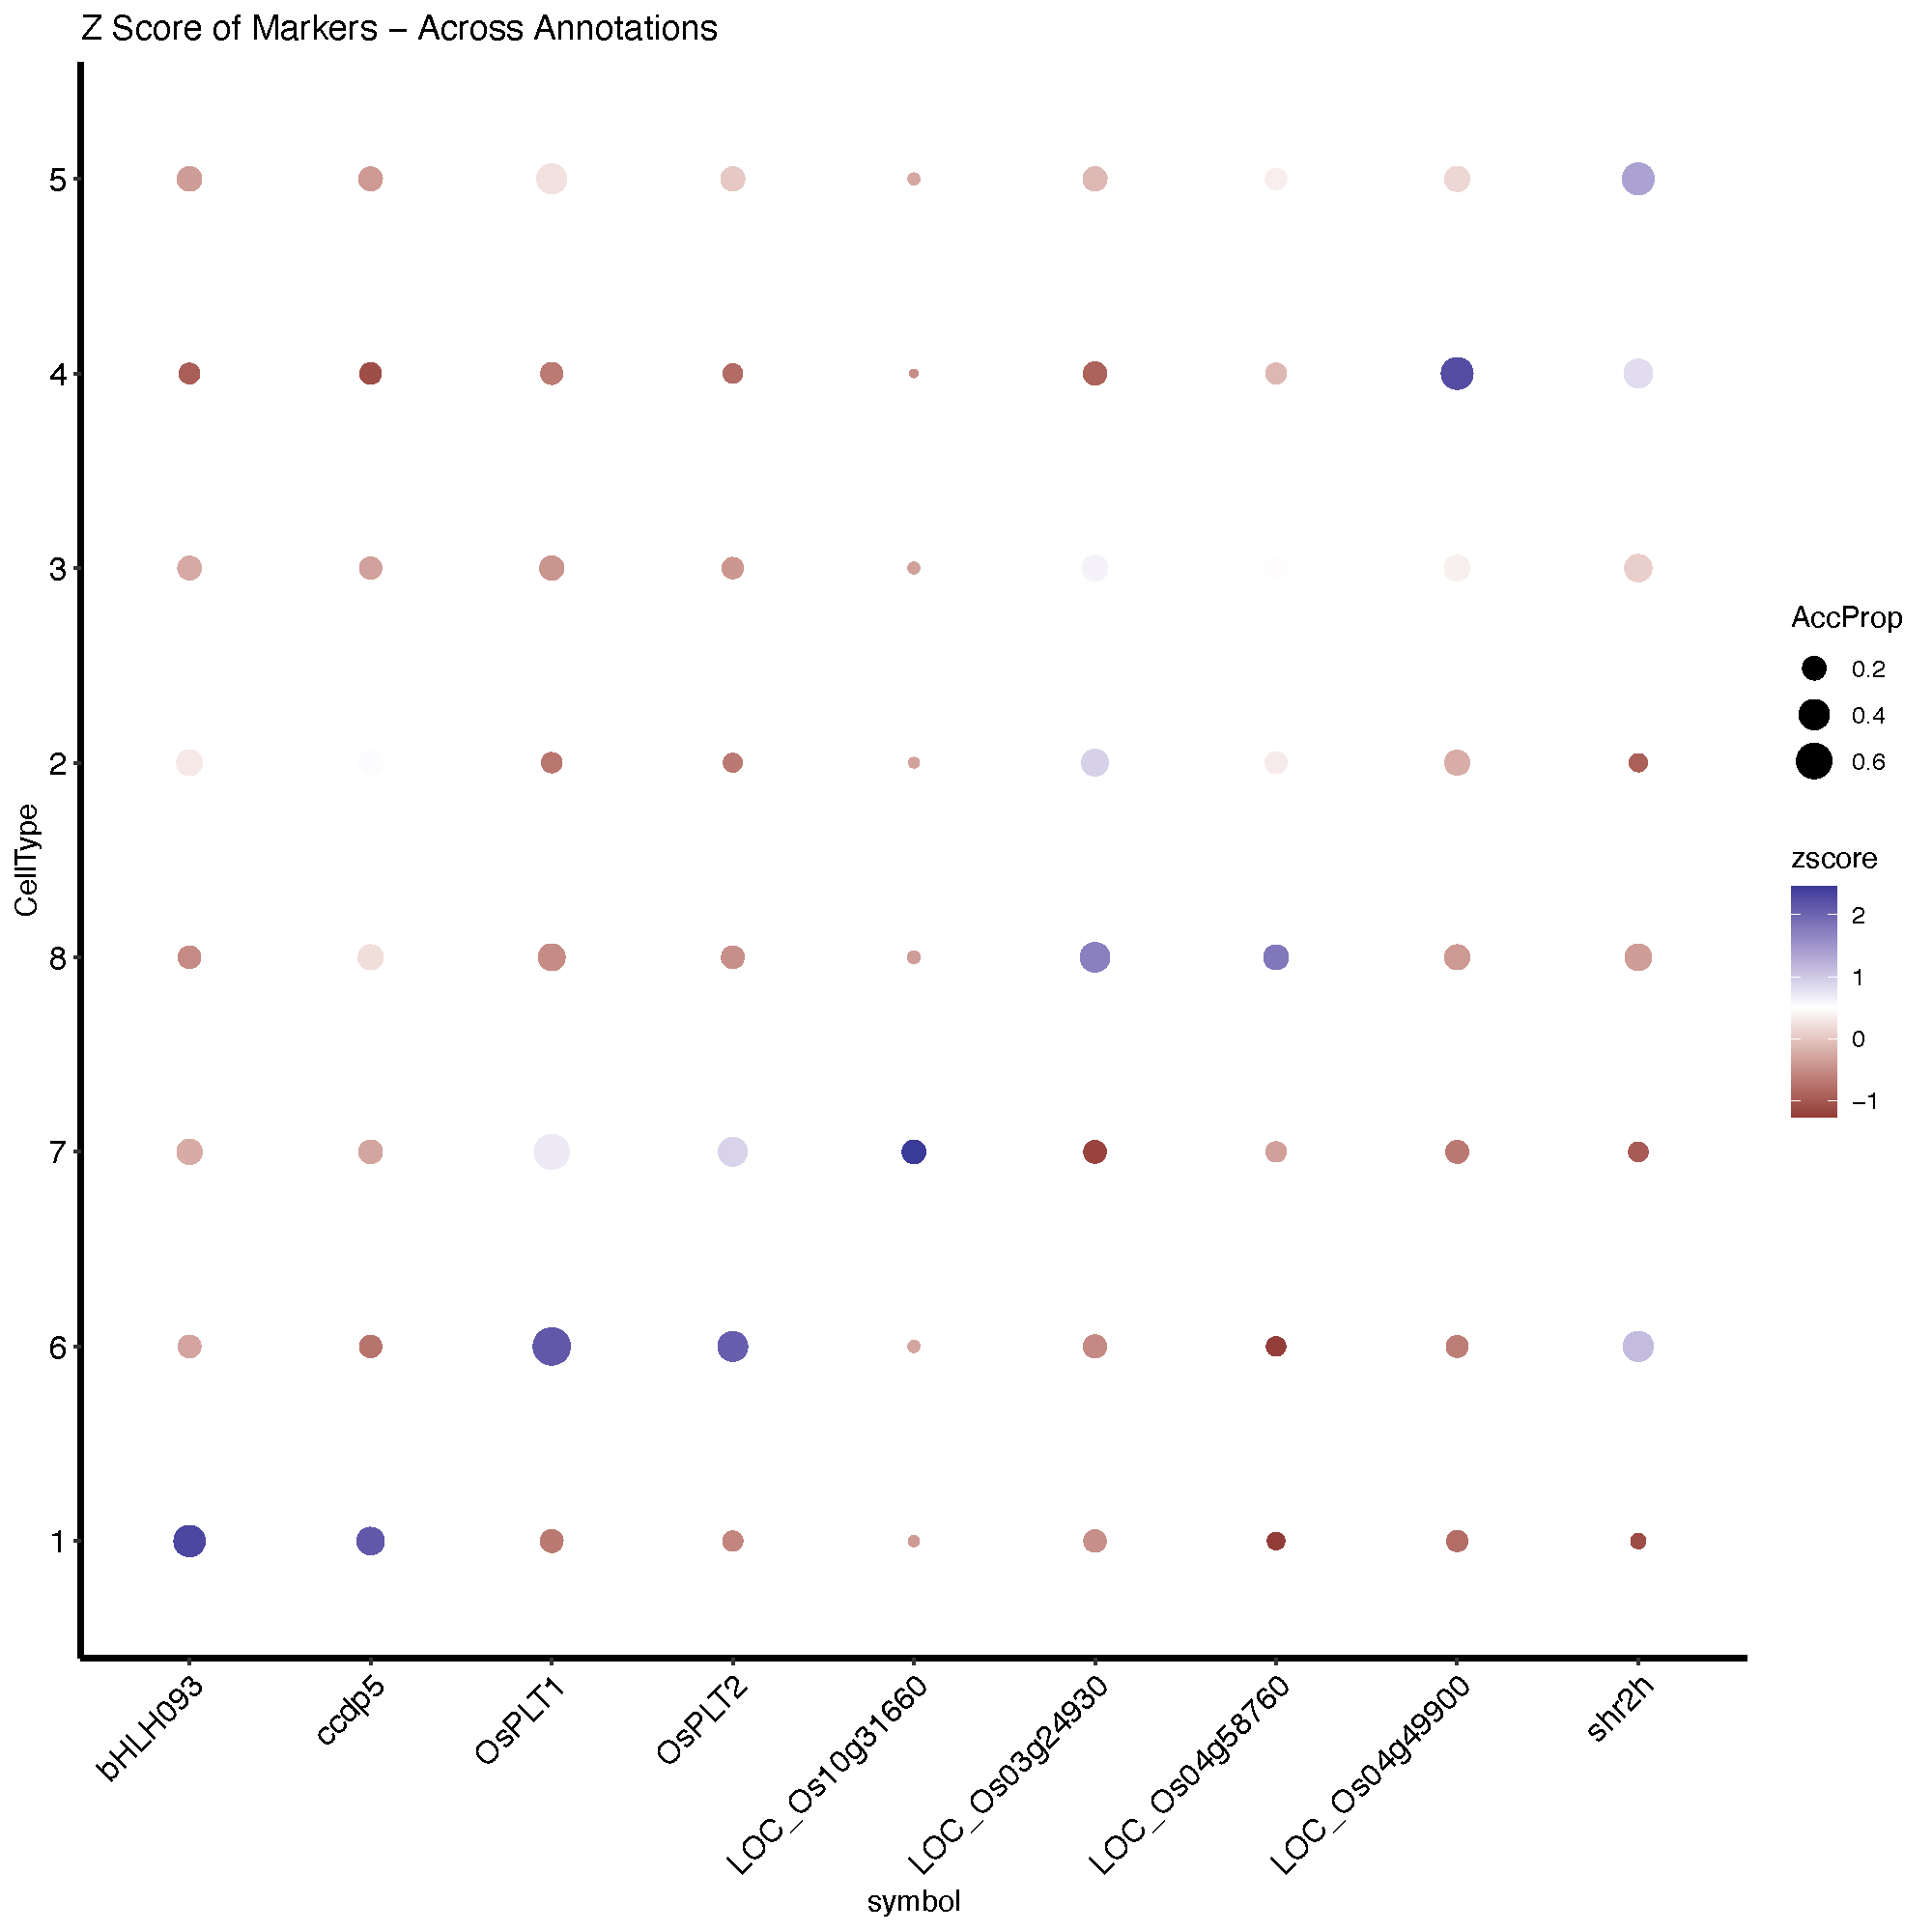 Z Score of Markers – Across Annotations
CellType
5
4
3
2
8
7
6
1
bHLH093
ccdp5
OsPLT1
OsPLT2
LOC_Os10g31660
LOC_Os03g24930
LOC_Os04g58760
LOC_Os04g49900
shr2h
symbol
AccProp
0.2
0.4
0.6
zscore
2
1
0
−1